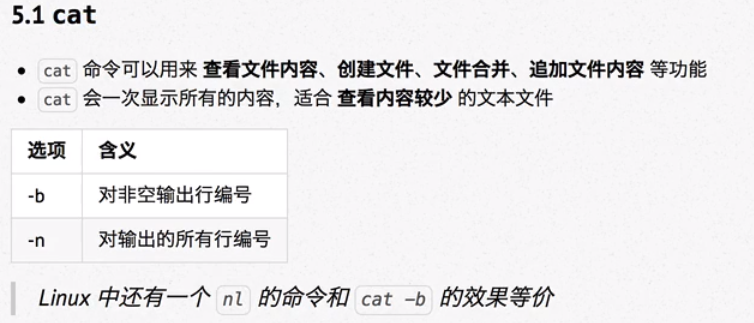 5.1 cat
• cat 命令可以用来 查看文件内容、创建文件、文件合并、追加文件内容 等功能
• cat 会一次显示所有的内容，适合 查看内容较少 的文本文件
选项 含义
-b 对非空输出行编号
-n 对输出的所有行编号
Linux 中还有一个 nl 的命令和 cat -b 的效果等价